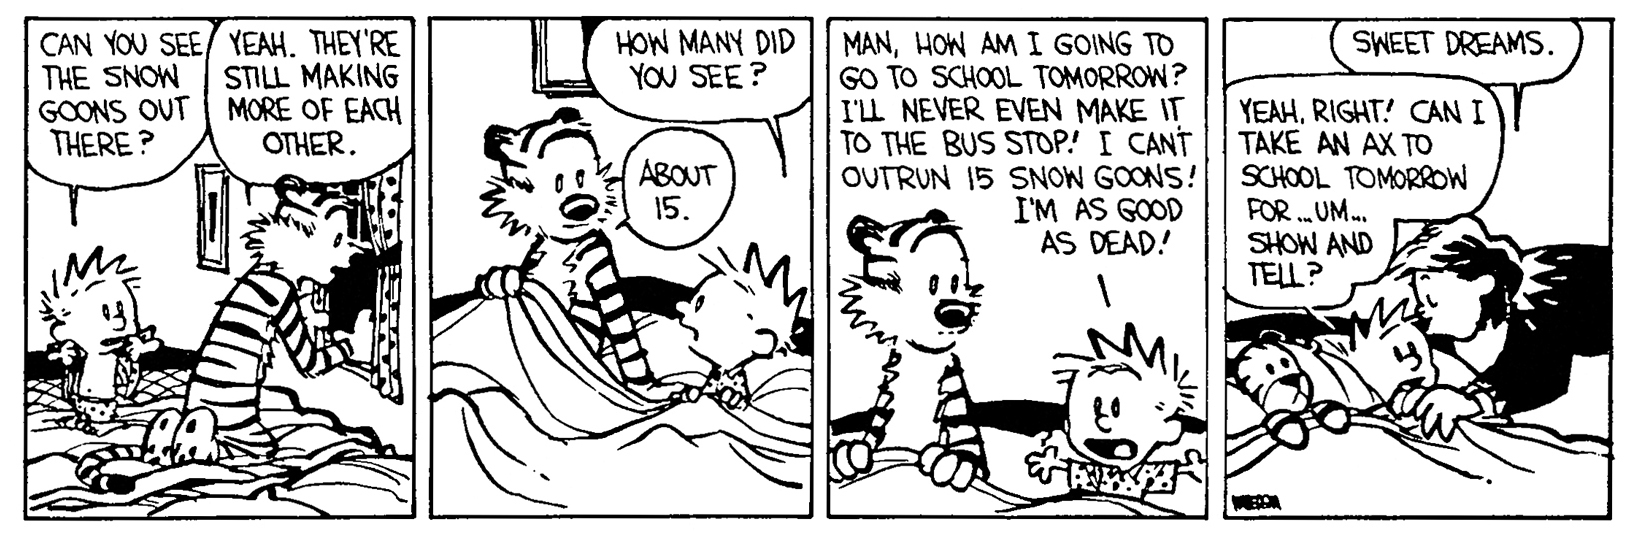 CAN YOU SEE
THE SNOW
GOONS OUT
THERE?
YEAH. THEY'RE
STILL MAKING
MORE OF EACH
OTHER.
HOW MANY DID
YOU SEE?
ABOUT
15.
MAN, HOW AM I GOING TO
GO TO SCHOOL TOMORROW?
I'LL NEVER EVEN MAKE IT
TO THE BUS STOP! I CAN'T
OUTRUN 15 SNOW GOONS!
I'M AS GOOD
AS DEAD!
SWEET DREAMS.
YEAH, RIGHT! CAN I
TAKE AN AX TO
SCHOOL TOMORROW
FOR...UM...
SHOW AND
TELL?